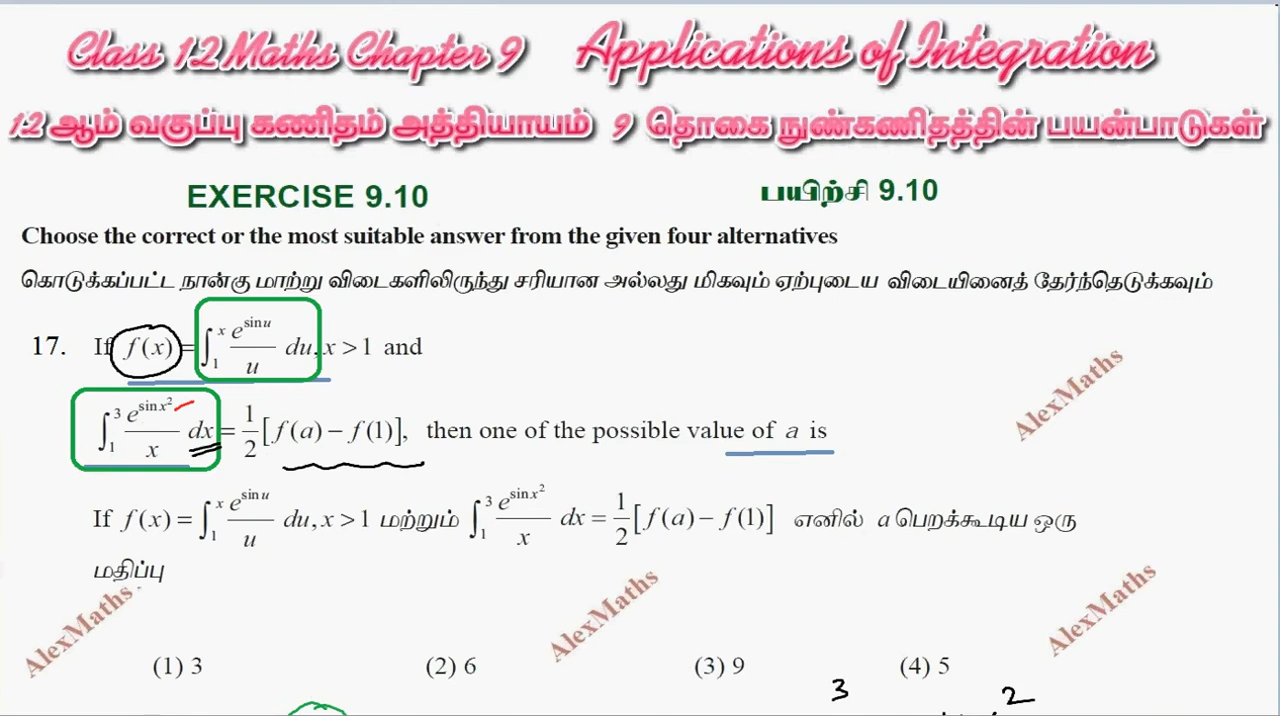 Class 12 Maths Chapter 9 Applications of Integration
12 ஆம் வகுப்பு கணிதம் அத்தியாயம் 9 தொகை நுண்கணிதத்தின் பயன்பாடுகள்
EXERCISE 9.10 பயிற்சி 9.10
Choose the correct or the most suitable answer from the given four alternatives
கொடுக்கப்பட்ட நான்கு மாற்று விடைகளிலிருந்து சரியான அல்லது மிகவும் ஏற்புடைய விடையினைத் தேர்ந்தெடுக்கவும்
17. If f(x) = ∫₁ˣ e^(sin u)/u du, x > 1 and
∫₁³ e^(sin x²)/x dx = 1/2 [f(a) − f(1)], then one of the possible value of a is
If f(x) = ∫₁ˣ e^(sin u)/u du, x > 1 மற்றும் ∫₁³ e^(sin x²)/x dx = 1/2 [f(a) − f(1)] எனில் a பெறக்கூடிய ஒரு
மதிப்பு
(1) 3 (2) 6 (3) 9 (4) 5
3 2
AlexMaths
AlexMaths
AlexMaths
AlexMaths